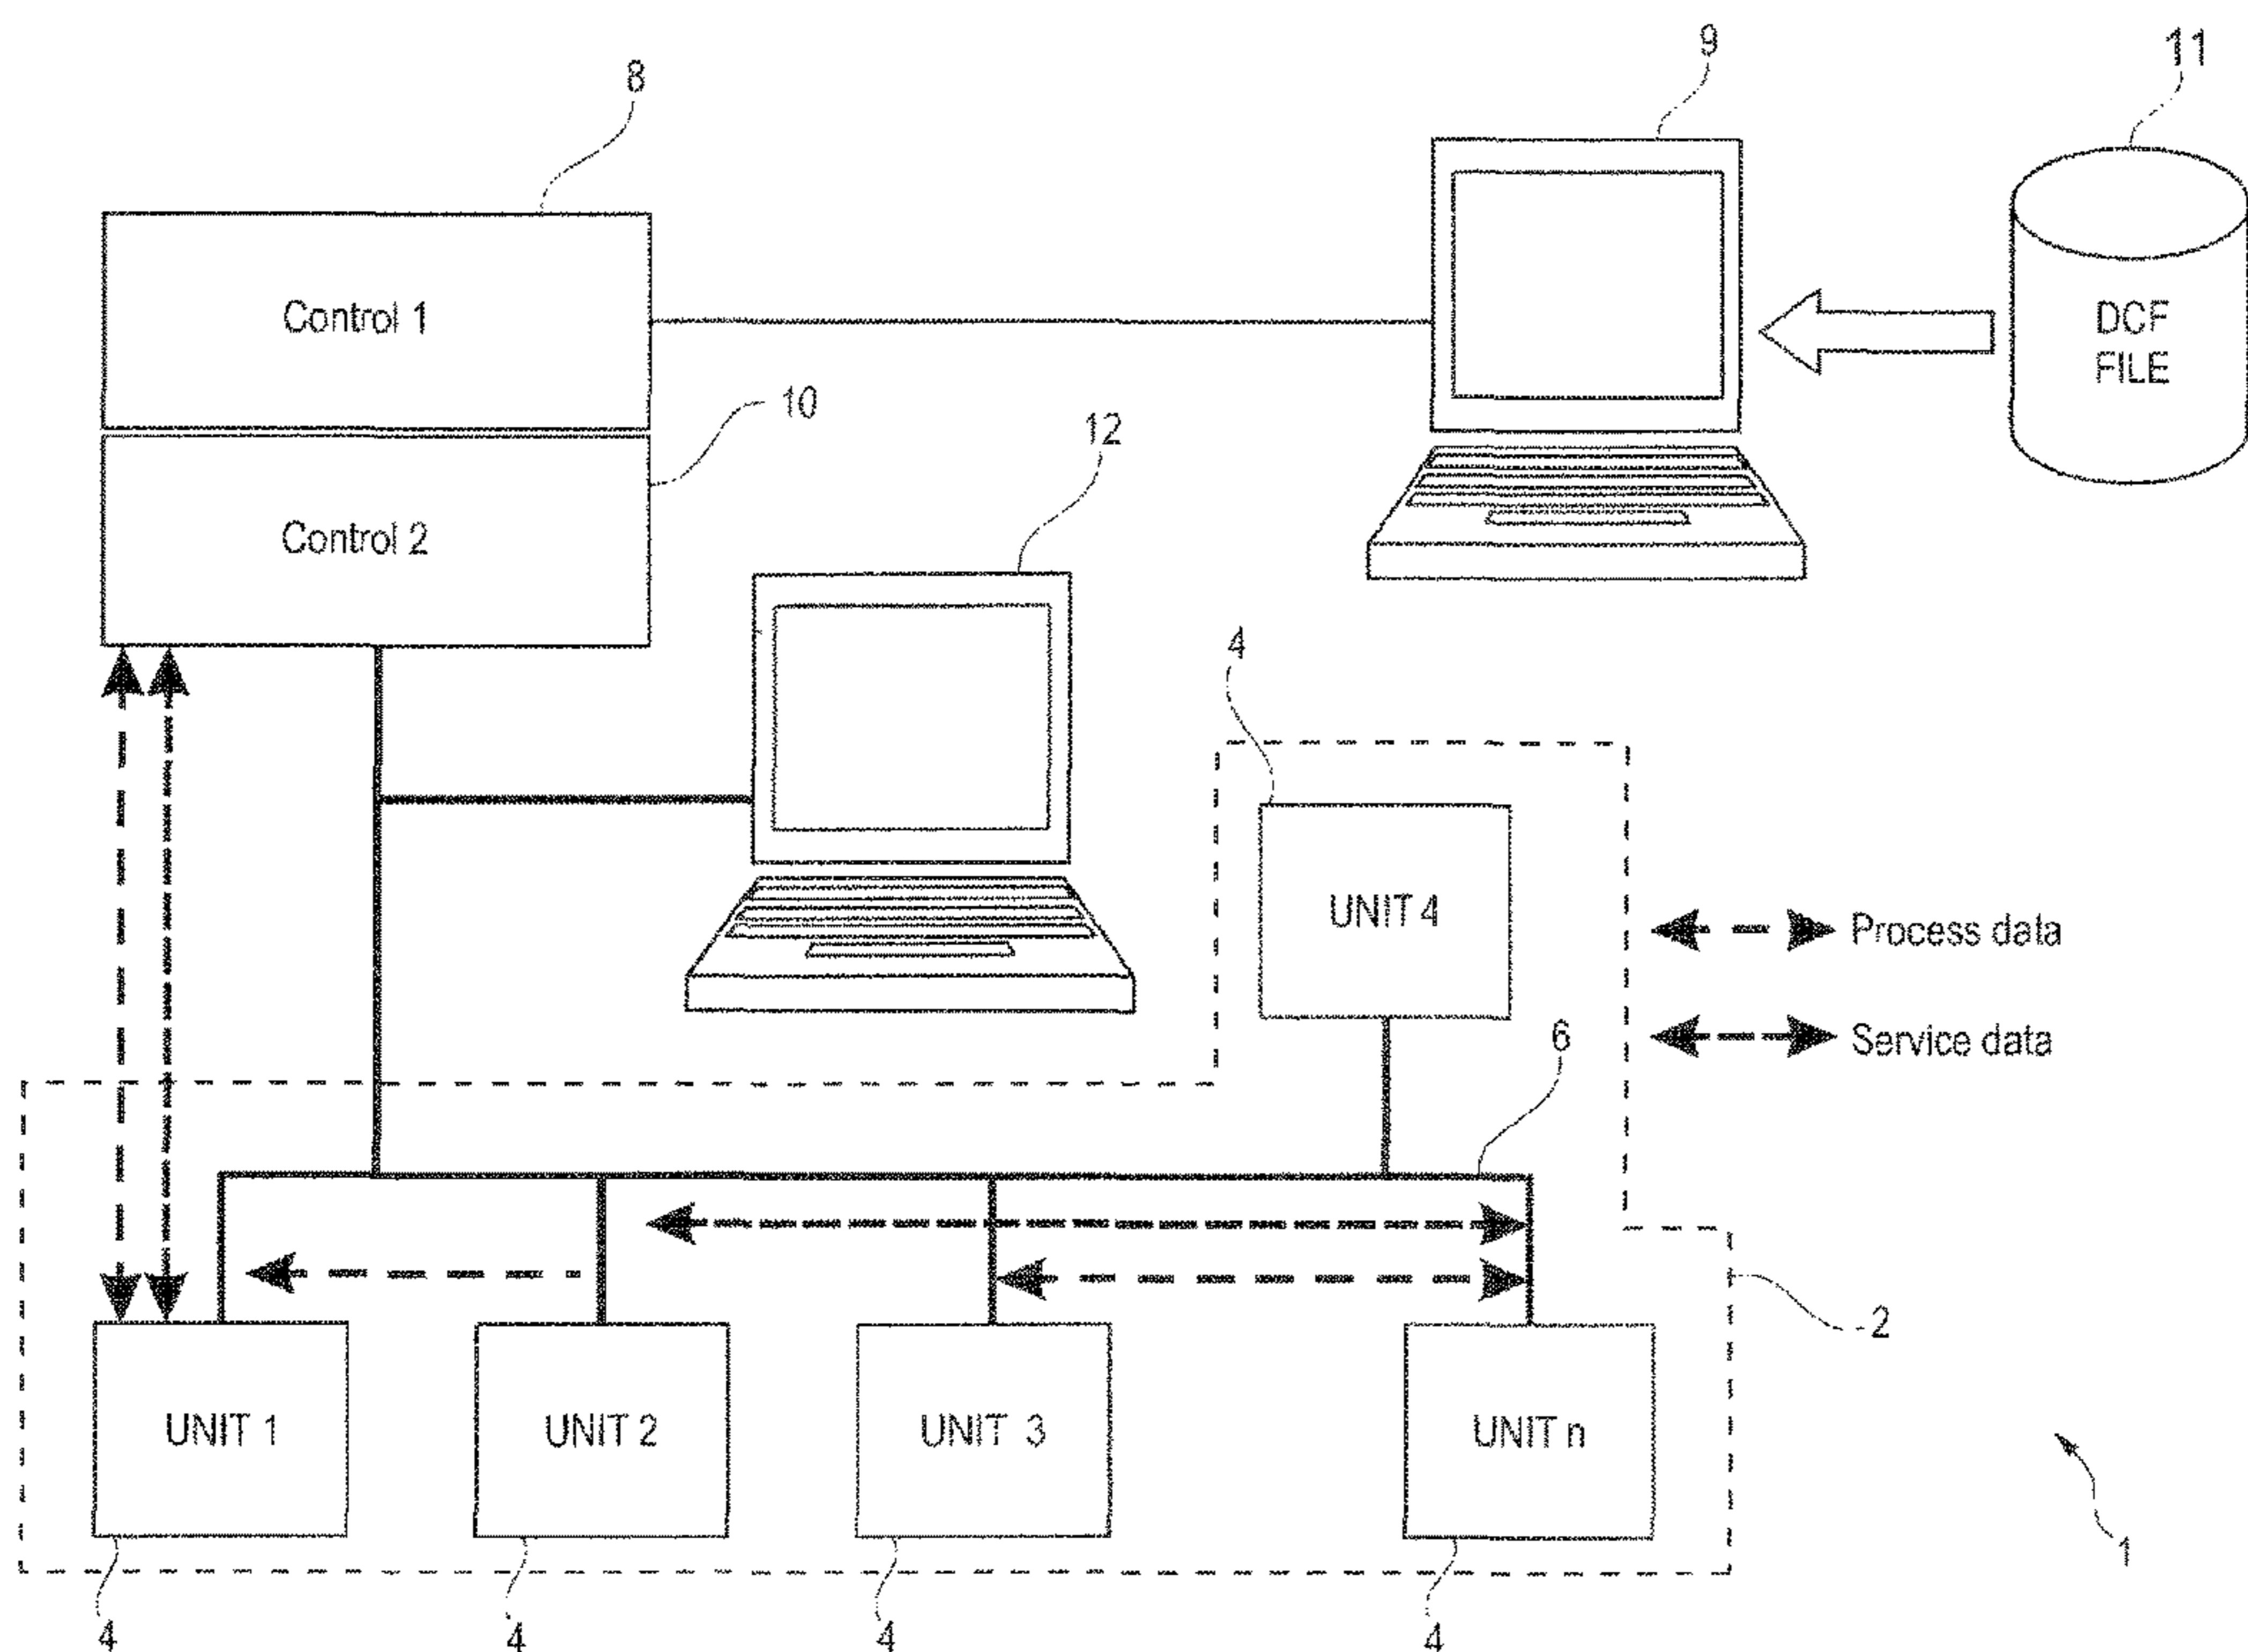 8
9
11
Control 1
DCF
FILE
10
12
Control 2
4
UNIT 4
Process data
6
Service data
UNIT 1
UNIT 2
UNIT 3
UNIT n
2
1
4
4
4
4